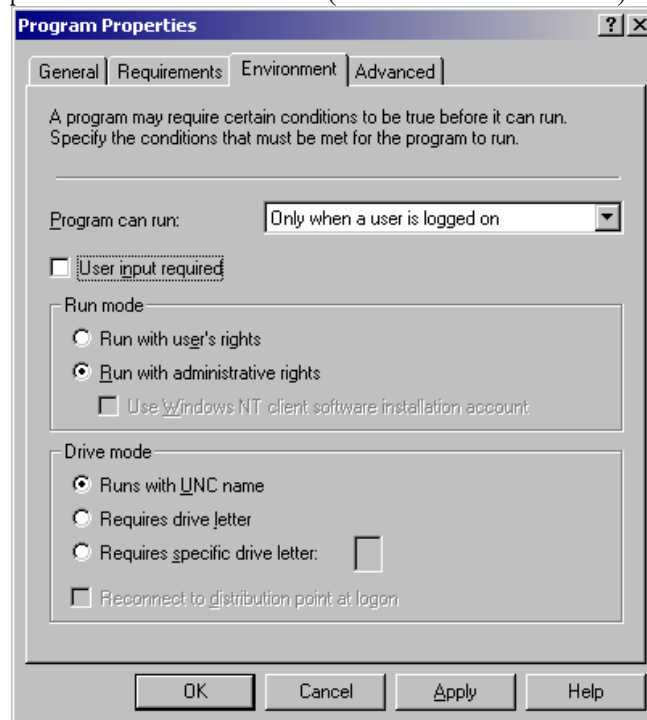 Program Properties
General Requirements Environment Advanced
A program may require certain conditions to be true before it can run.
Specify the conditions that must be met for the program to run.
Program can run: Only when a user is logged on
User input required
Run mode
Run with user's rights
Run with administrative rights
Use Windows NT client software installation account
Drive mode
Runs with UNC name
Requires drive letter
Requires specific drive letter:
Reconnect to distribution point at logon
OK Cancel Apply Help